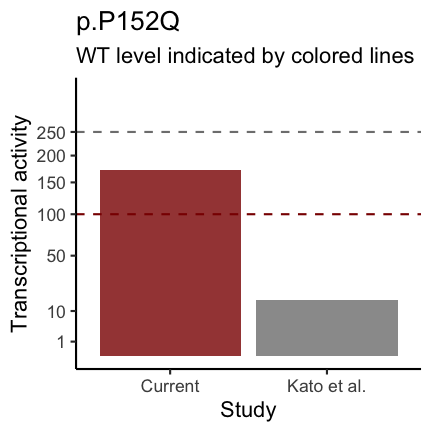 p.P152Q
WT level indicated by colored lines
Transcriptional activity
250
200
150
100
50
10
1
Current
Kato et al.
Study